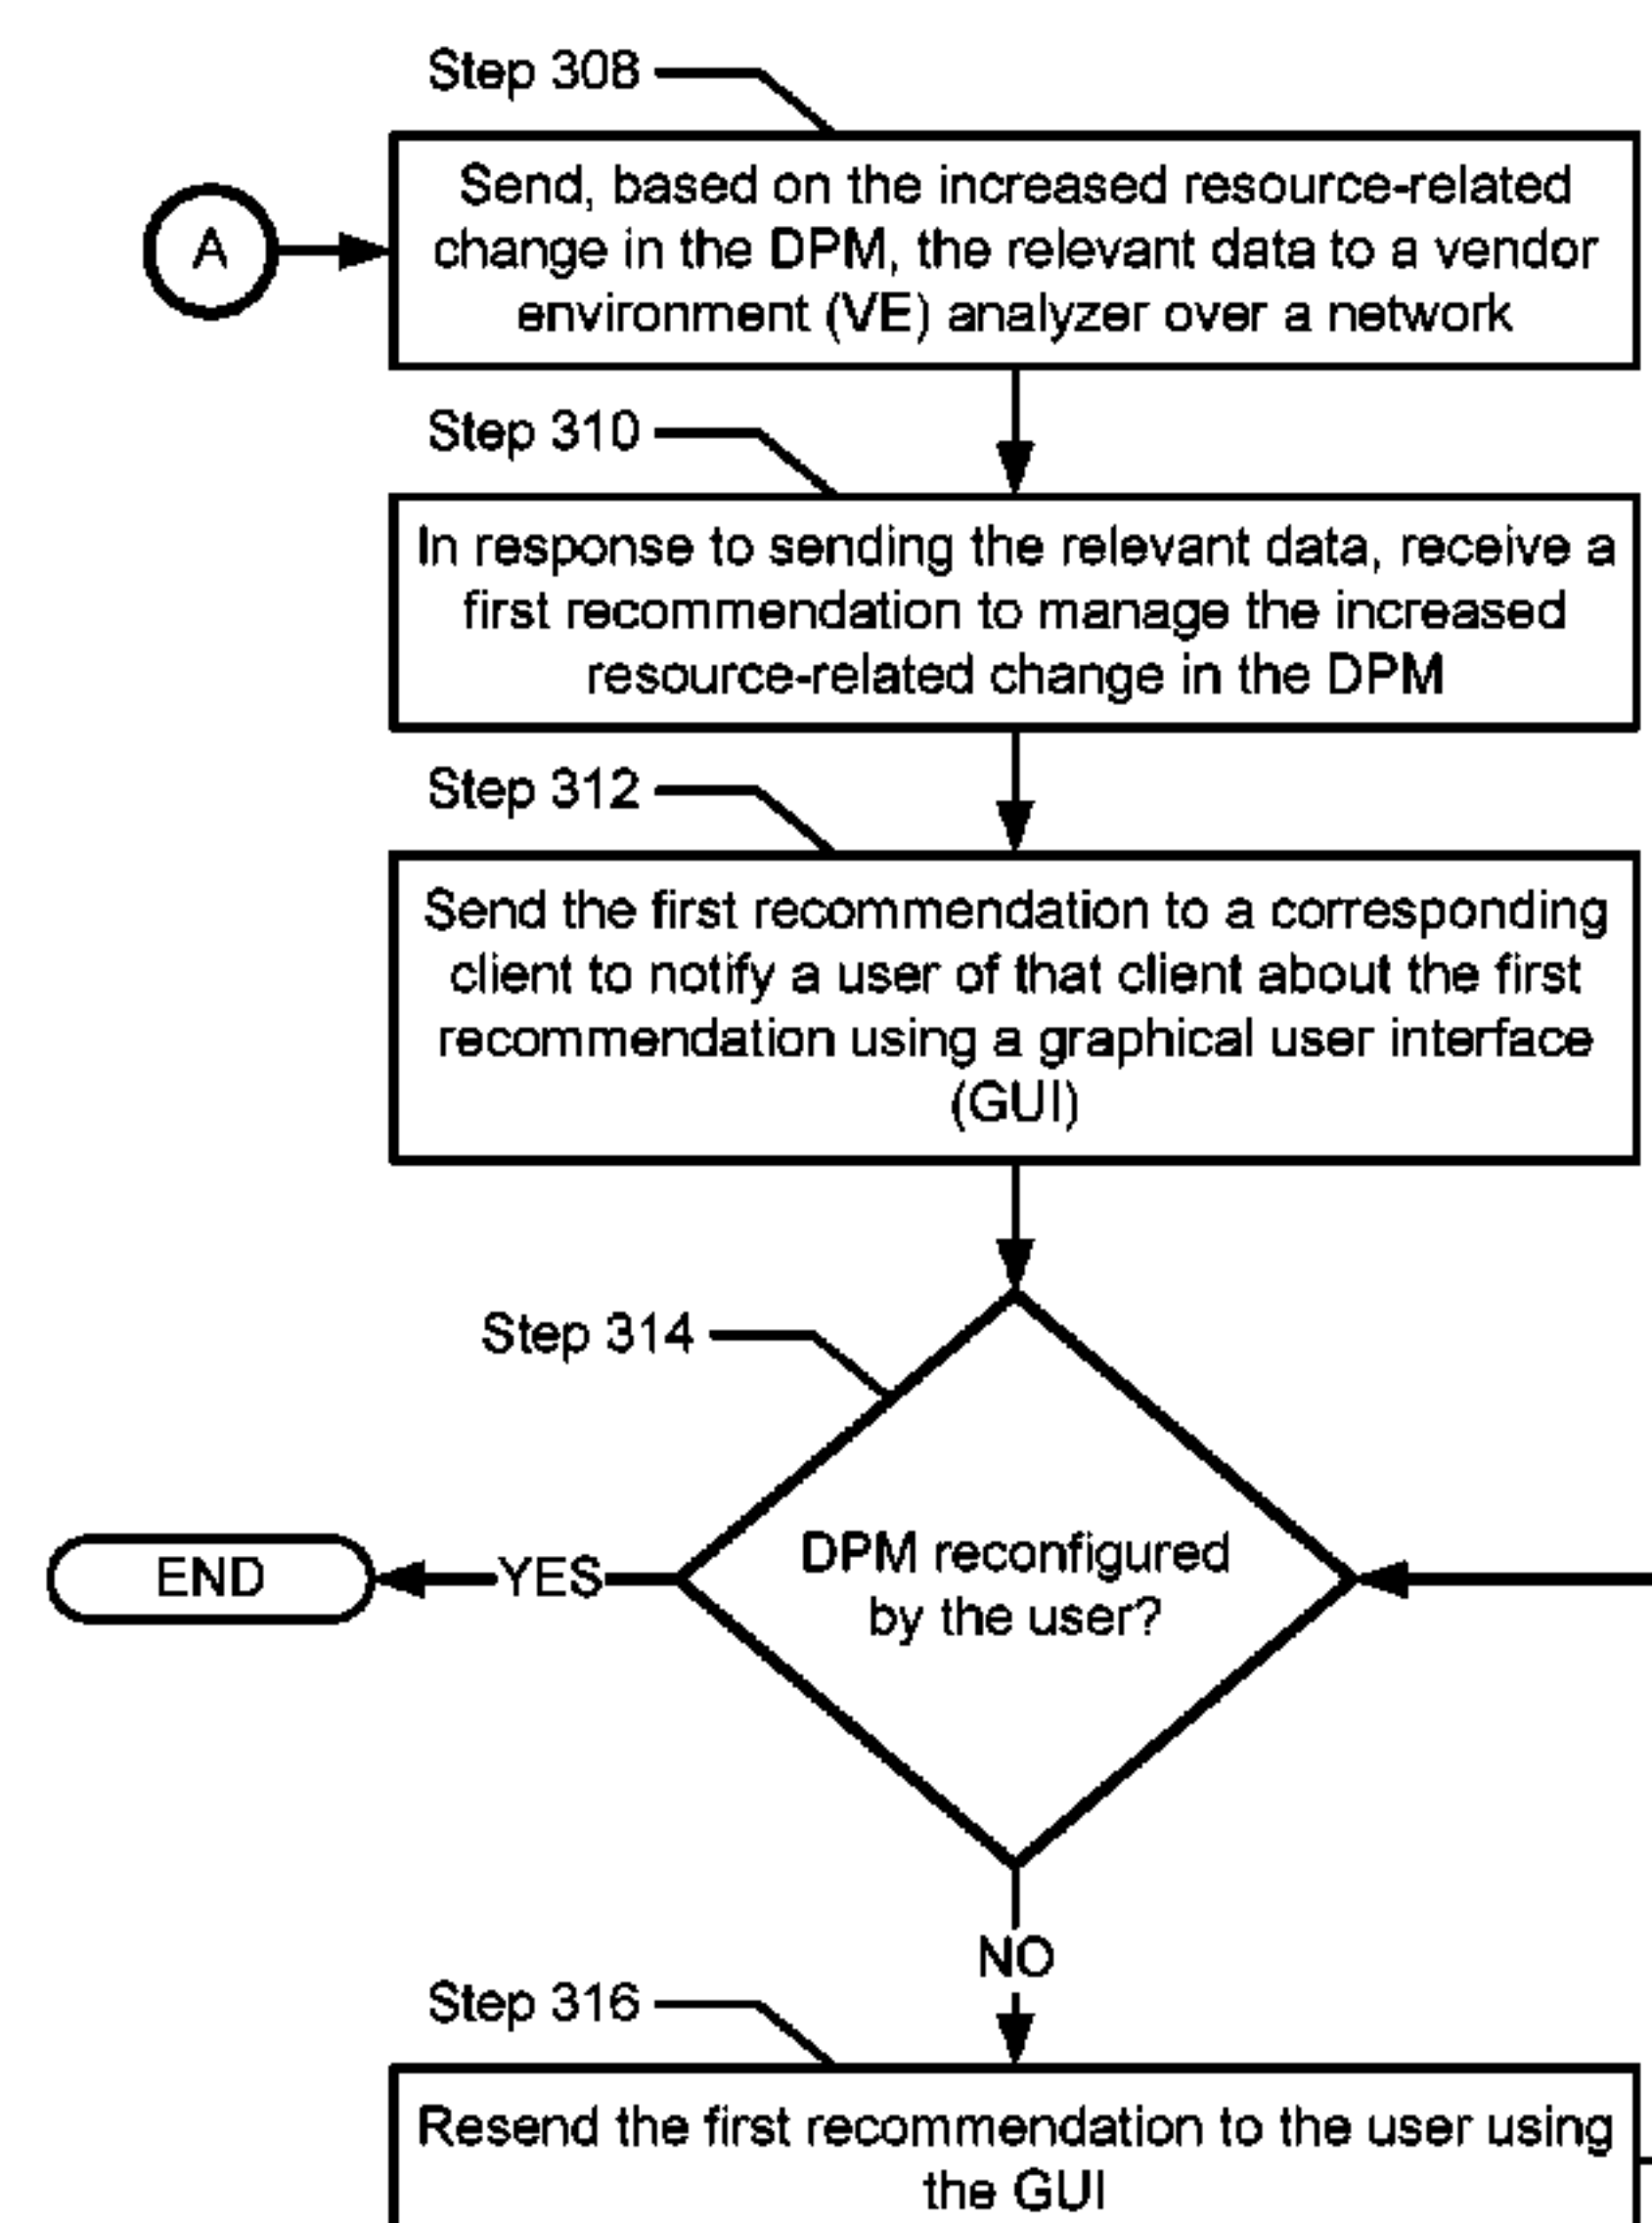 Step 308
A
Send, based on the increased resource-related
change in the DPM, the relevant data to a vendor
environment (VE) analyzer over a network
Step 310
In response to sending the relevant data, receive a
first recommendation to manage the increased
resource-related change in the DPM
Step 312
Send the first recommendation to a corresponding
client to notify a user of that client about the first
recommendation using a graphical user interface
(GUI)
Step 314
DPM reconfigured
by the user?
YES
END
NO
Step 316
Resend the first recommendation to the user using
the GUI